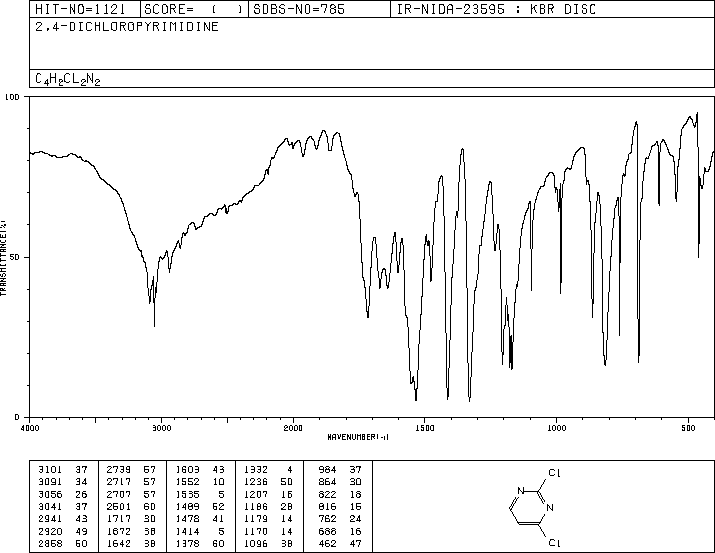 HIT-NO=1121 SCORE= ( ) SDBS-NO=785 IR-NIDA-23595 : KBR DISC
2,4-DICHLOROPYRIMIDINE
C4H2CL2N2
100
50
0
TRANSMITTANCE(%)
4000 3000 2000 1500 1000 500
WAVENUMBER(-1)
3101 37 2739 57 1603 43 1332 4 984 37
3091 34 2717 57 1552 10 1236 50 864 30
3056 26 2707 57 1535 5 1207 16 822 18
3041 37 2501 60 1489 52 1186 28 816 15
2941 43 1717 30 1478 41 1179 14 762 24
2920 49 1672 38 1414 5 1170 14 688 16
2858 50 1642 38 1378 60 1096 38 462 47
Cl
N
N
Cl